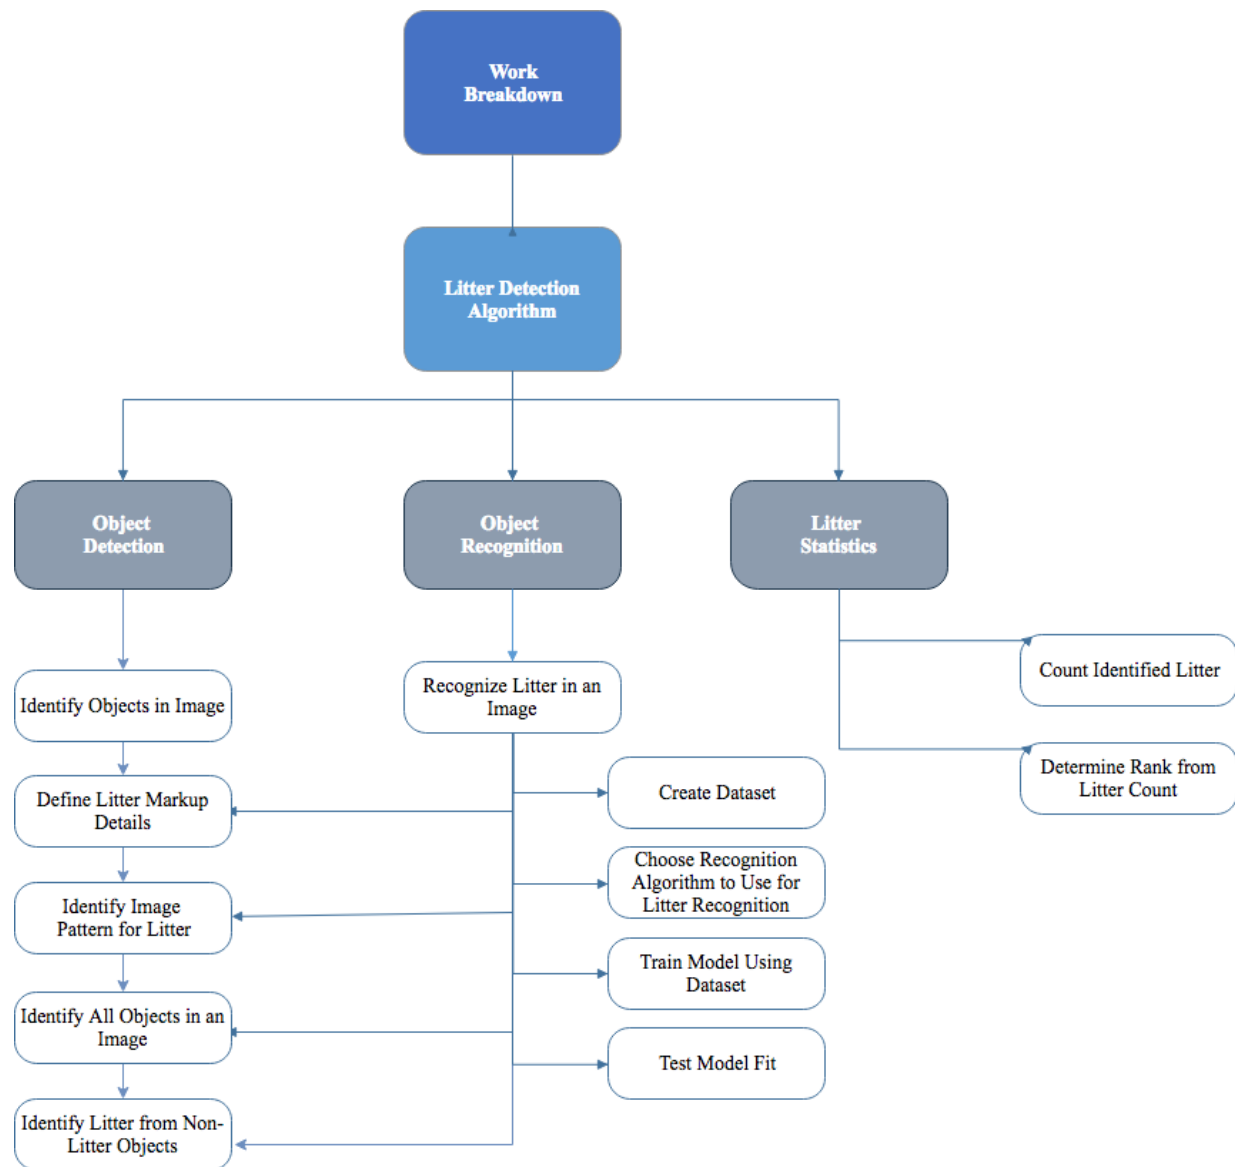 Work
Breakdown
Litter Detection
Algorithm
Object
Detection
Object
Recognition
Litter
Statistics
Identify Objects in Image
Define Litter Markup
Details
Identify Image
Pattern for Litter
Identify All Objects in an
Image
Identify Litter from Non-
Litter Objects
Recognize Litter in an
Image
Create Dataset
Choose Recognition
Algorithm to Use for
Litter Recognition
Train Model Using
Dataset
Test Model Fit
Count Identified Litter
Determine Rank from
Litter Count